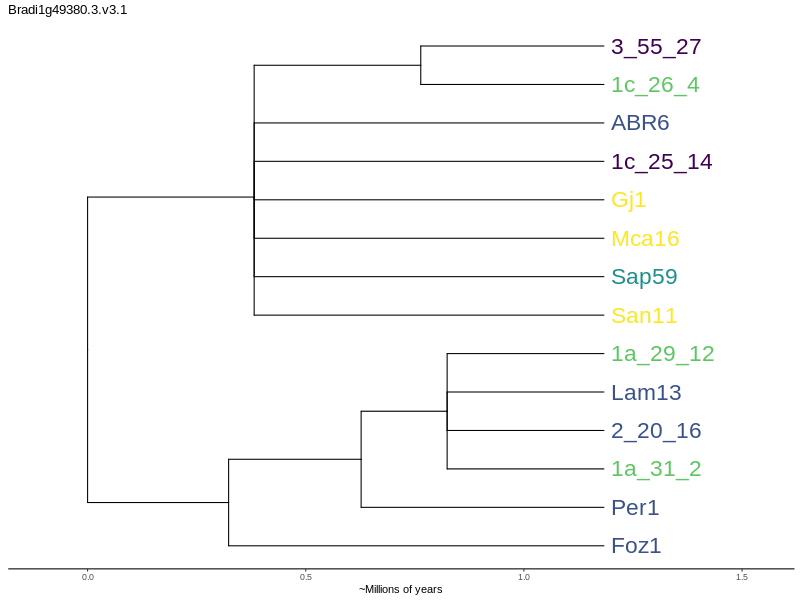 Bradi1g49380.3.v3.1
3_55_27
1c_26_4
ABR6
1c_25_14
Gj1
Mca16
Sap59
San11
1a_29_12
Lam13
2_20_16
1a_31_2
Per1
Foz1
0.0 0.5 1.0 1.5
~Millions of years